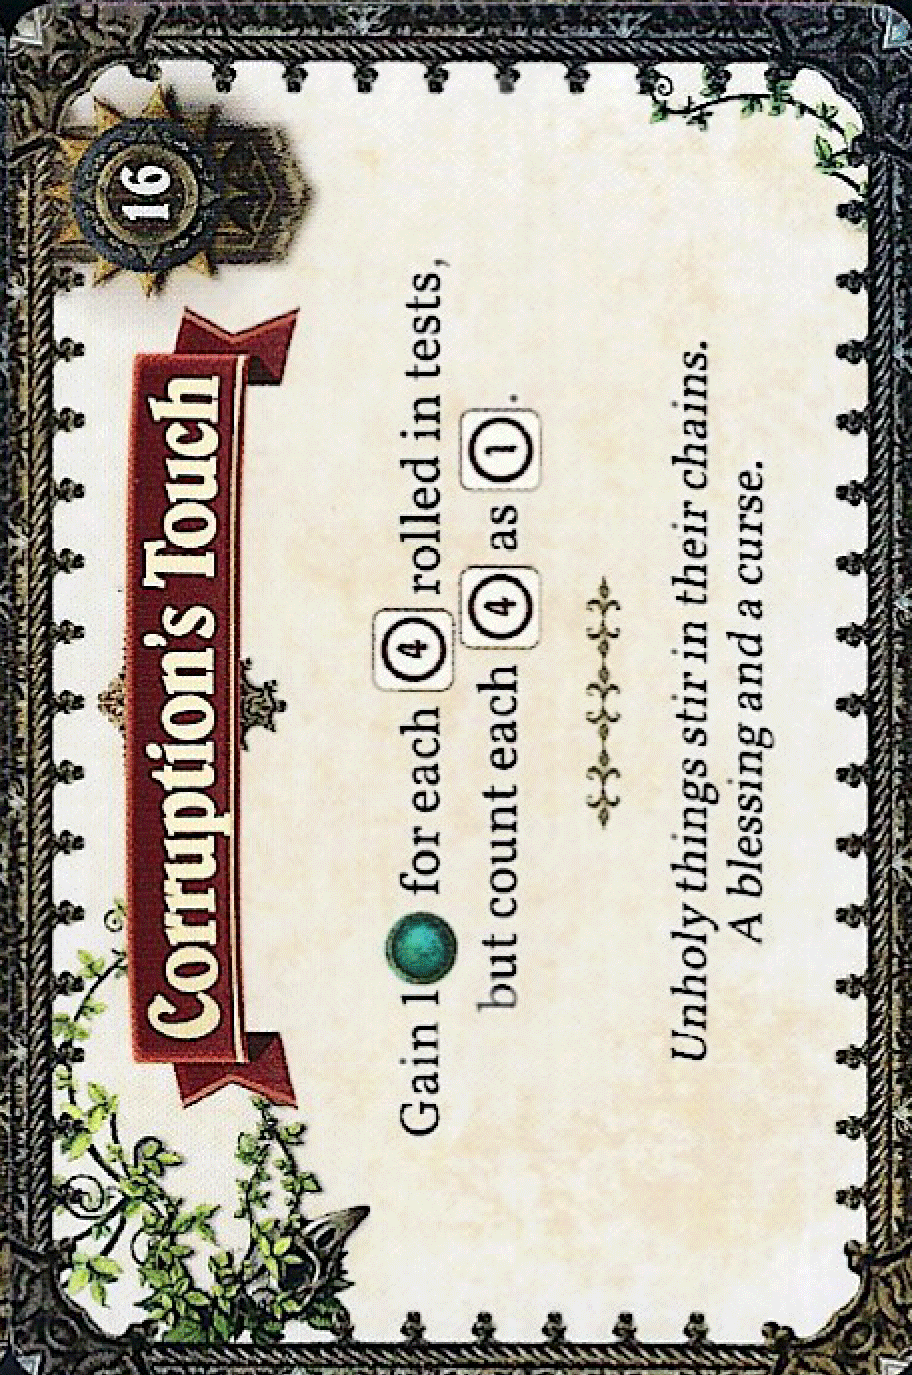 16
Corruption's Touch
Gain 1 for each 4 rolled in tests,
but count each 4 as 1.
Unholy things stir in their chains.
A blessing and a curse.